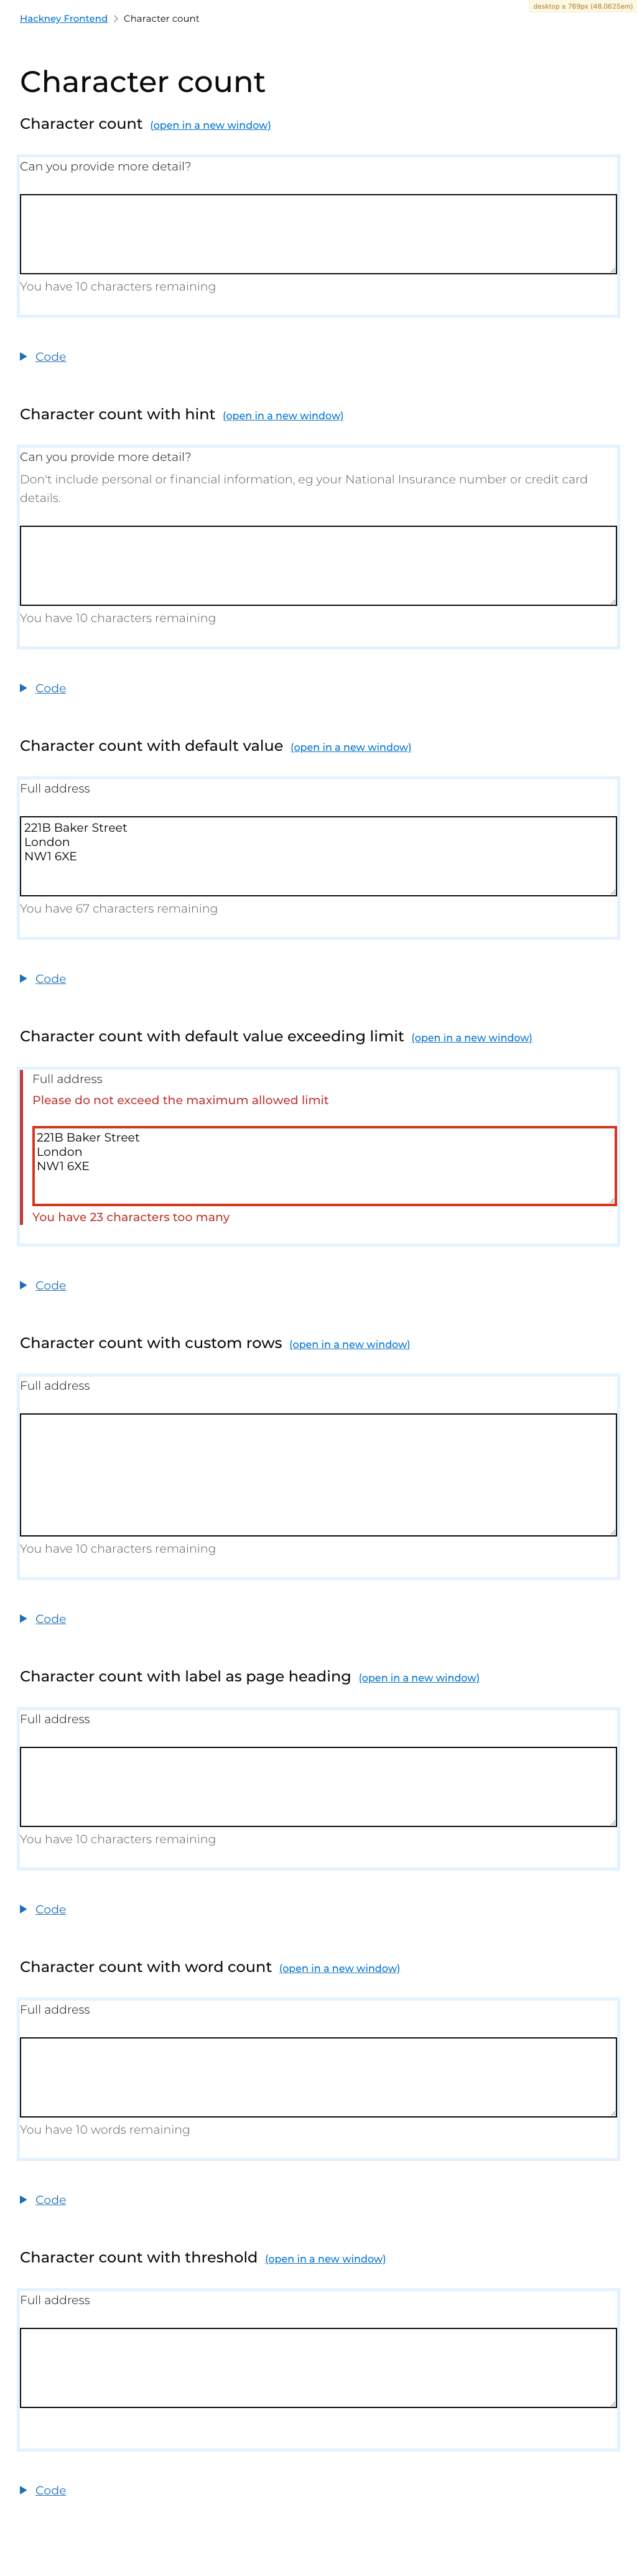 desktop ≥ 769px (48.0625em)
Hackney Frontend > Character count
Character count
Character count (open in a new window)
Can you provide more detail?
You have 10 characters remaining
Code
Character count with hint (open in a new window)
Can you provide more detail?
Don't include personal or financial information, eg your National Insurance number or credit card
details.
You have 10 characters remaining
Code
Character count with default value (open in a new window)
Full address
221B Baker Street
London
NW1 6XE
You have 67 characters remaining
Code
Character count with default value exceeding limit (open in a new window)
Full address
Please do not exceed the maximum allowed limit
221B Baker Street
London
NW1 6XE
You have 23 characters too many
Code
Character count with custom rows (open in a new window)
Full address
You have 10 characters remaining
Code
Character count with label as page heading (open in a new window)
Full address
You have 10 characters remaining
Code
Character count with word count (open in a new window)
Full address
You have 10 words remaining
Code
Character count with threshold (open in a new window)
Full address
Code